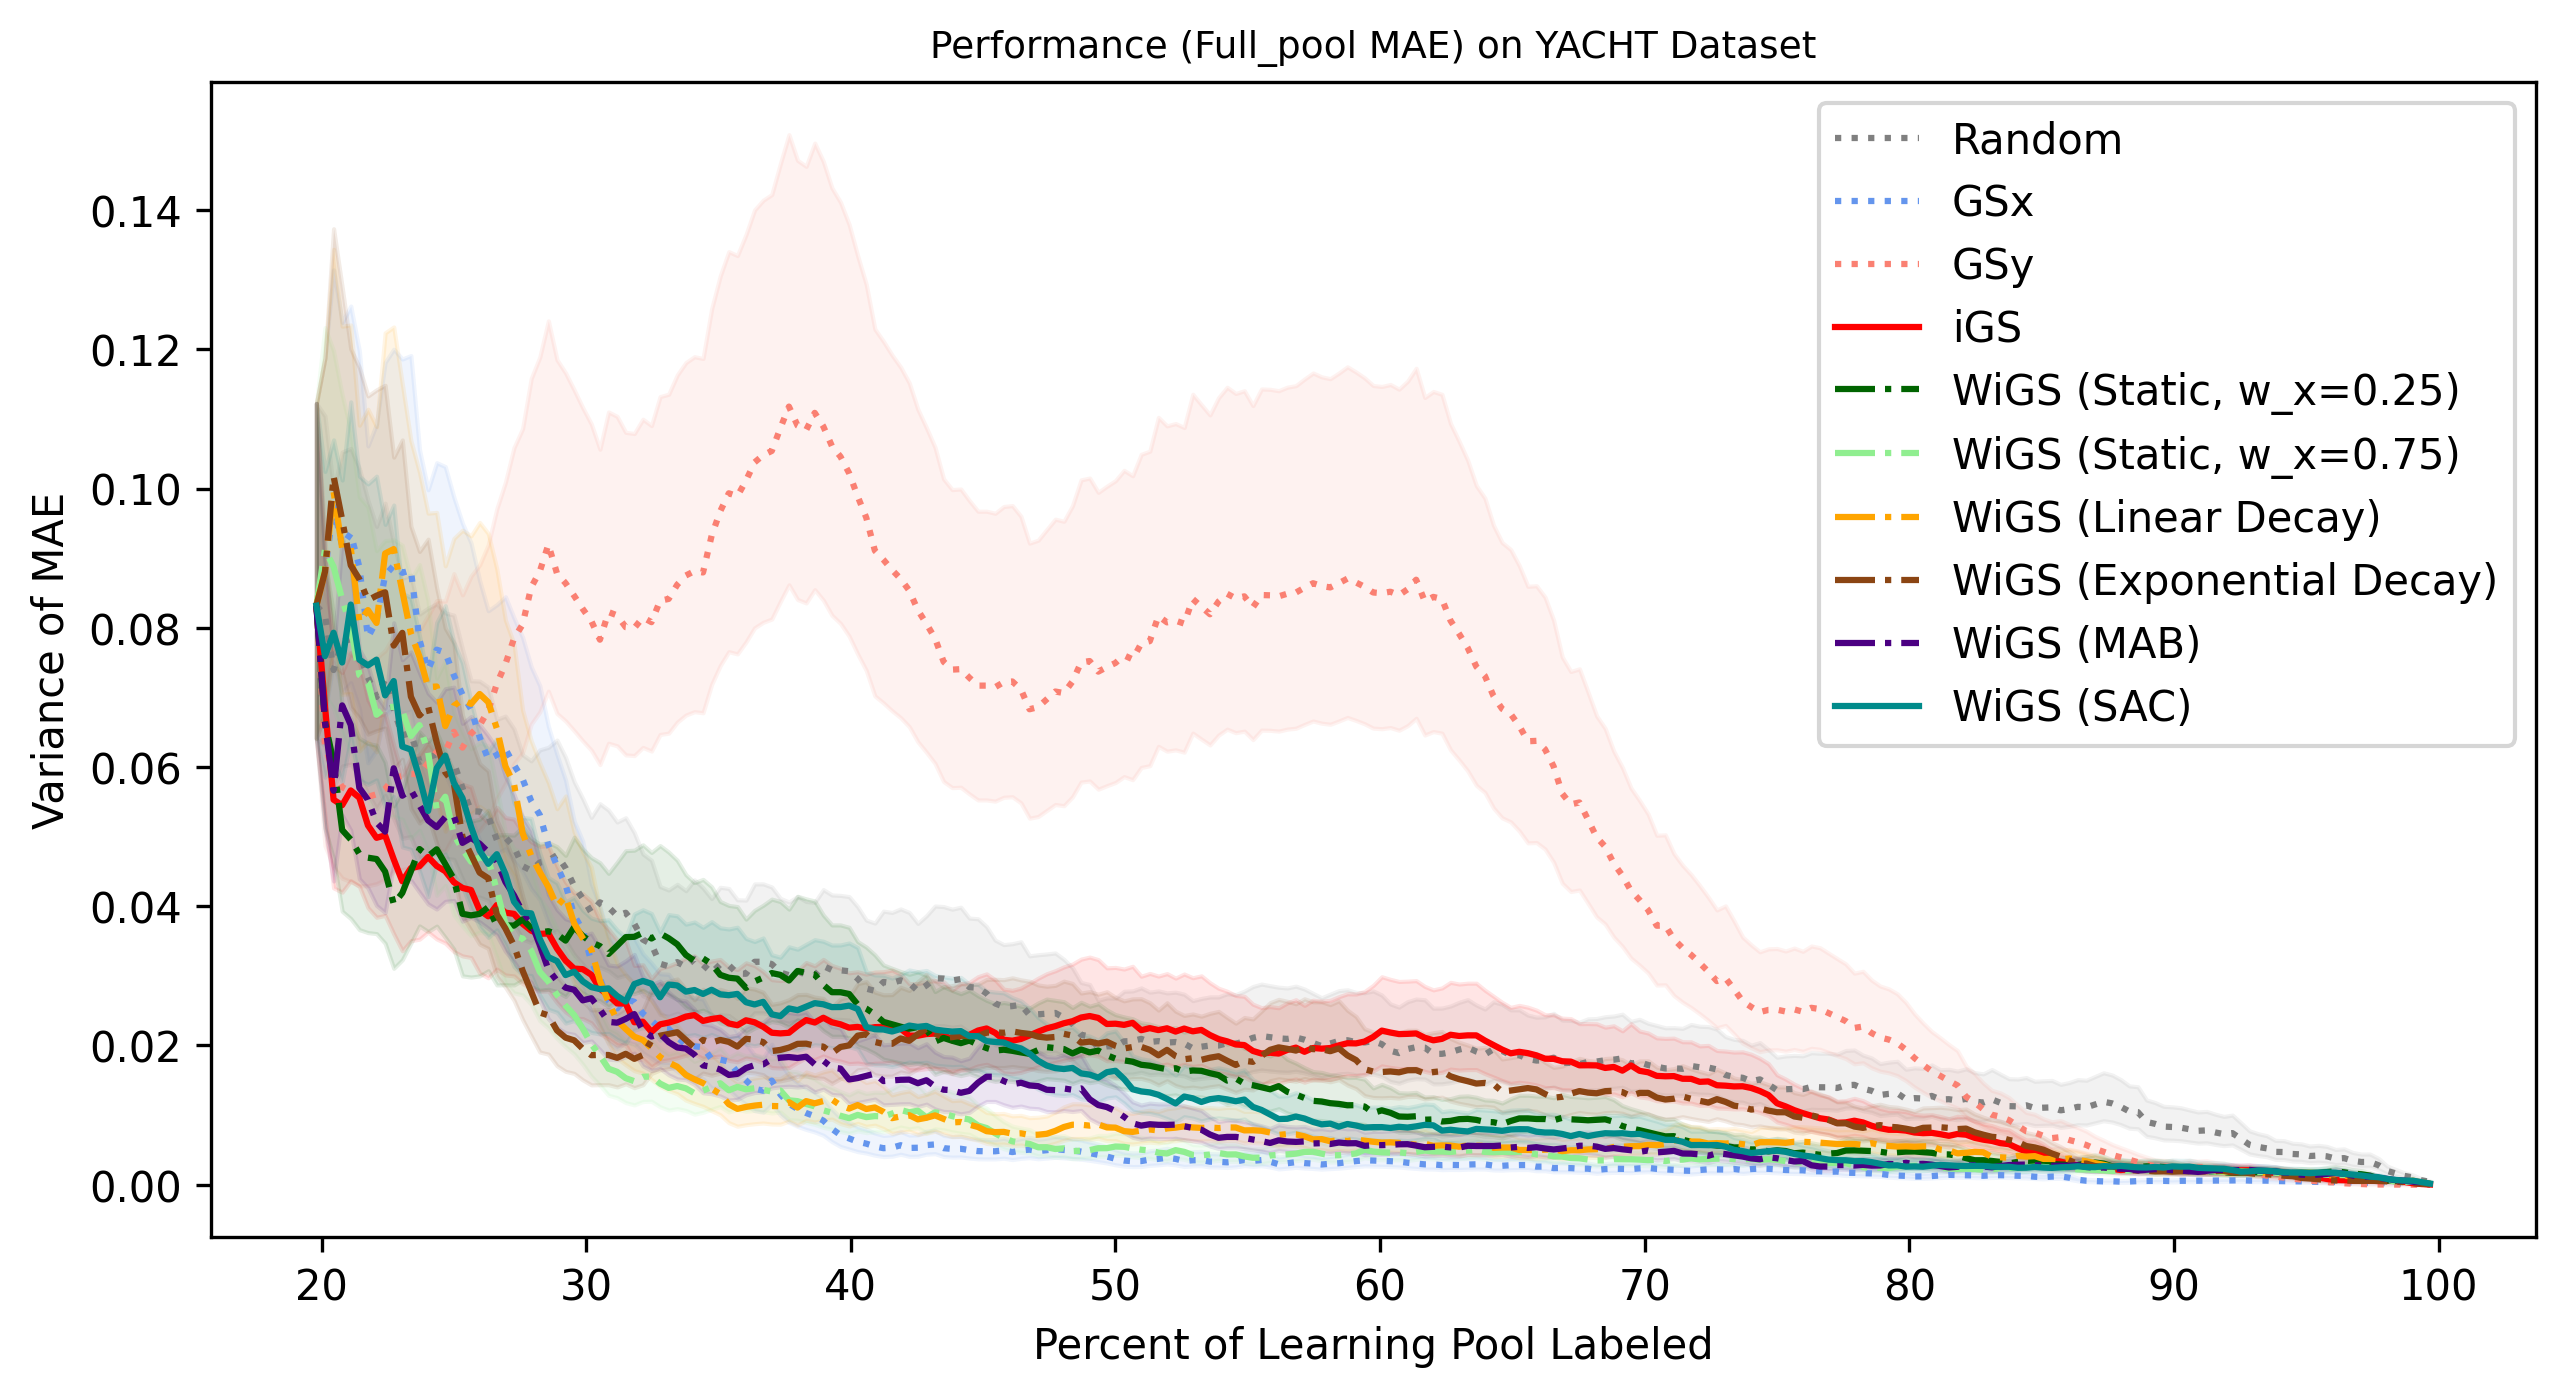 Performance (Full_pool MAE) on YACHT Dataset
Variance of MAE
0.14
0.12
0.10
0.08
0.06
0.04
0.02
0.00
Random
GSx
GSy
iGS
WiGS (Static, w_x=0.25)
WiGS (Static, w_x=0.75)
WiGS (Linear Decay)
WiGS (Exponential Decay)
WiGS (MAB)
WiGS (SAC)
20 30 40 50 60 70 80 90 100
Percent of Learning Pool Labeled